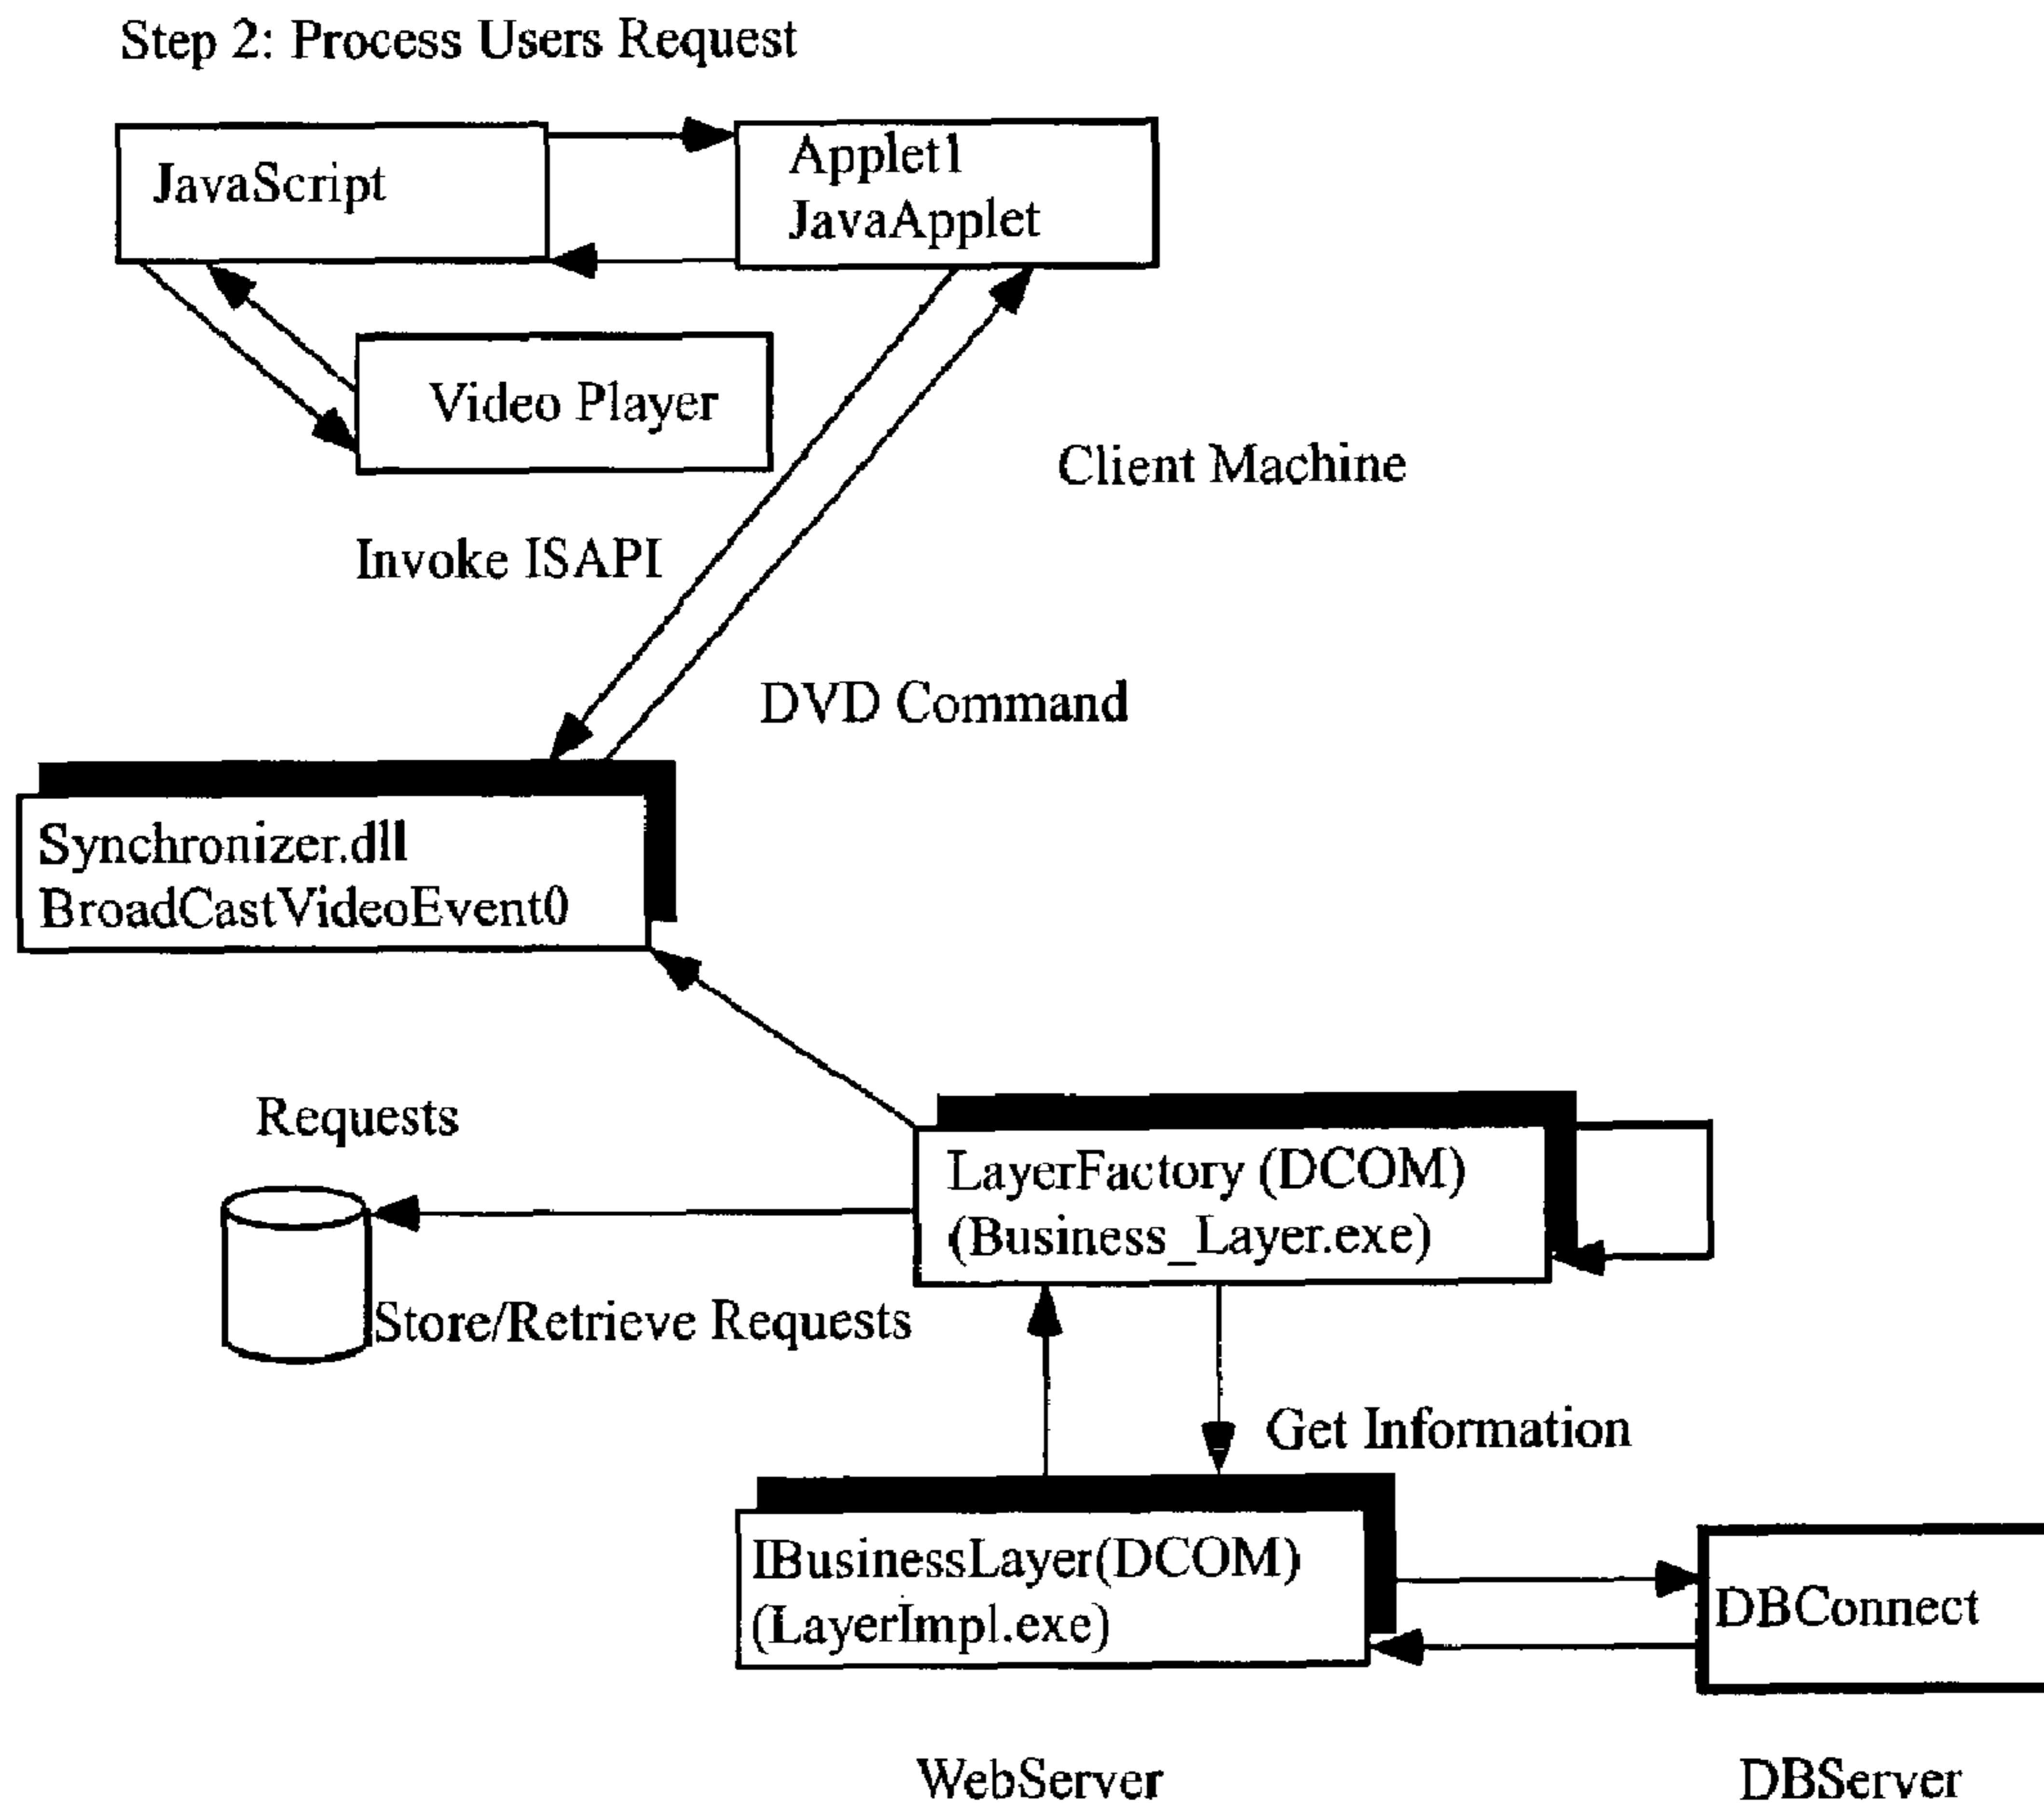 Step 2: Process Users Request
JavaScript
Applet1
JavaApplet
Video Player
Client Machine
Invoke ISAPI
DVD Command
Synchronizer.dll
BroadCastVideoEvent0
Requests
LayerFactory (DCOM)
(Business_Layer.exe)
Store/Retrieve Requests
Get Information
IBusinessLayer(DCOM)
(LayerImpl.exe)
DBConnect
WebServer
DBServer